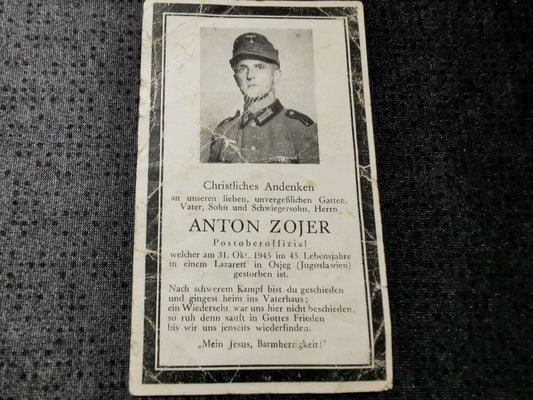 Christliches Andenken
an unseren lieben, unvergeßlichen Gatten,
Vater, Sohn und Schwiegersohn, Herrn
ANTON ZOJER
Postoberoffizial
welcher am 31. Okt. 1945 im 45. Lebensjahre
in einem Lazarett in Osjeg (Jugoslawien)
gestorben ist.
Nach schwerem Kampf bist du geschieden
und gingest heim ins Vaterhaus;
ein Wiedersehn war uns hier nicht beschieden,
so ruh denn sanft in Gottes Frieden
bis wir uns jenseits wiederfinden.
„Mein Jesus, Barmherzigkeit!"